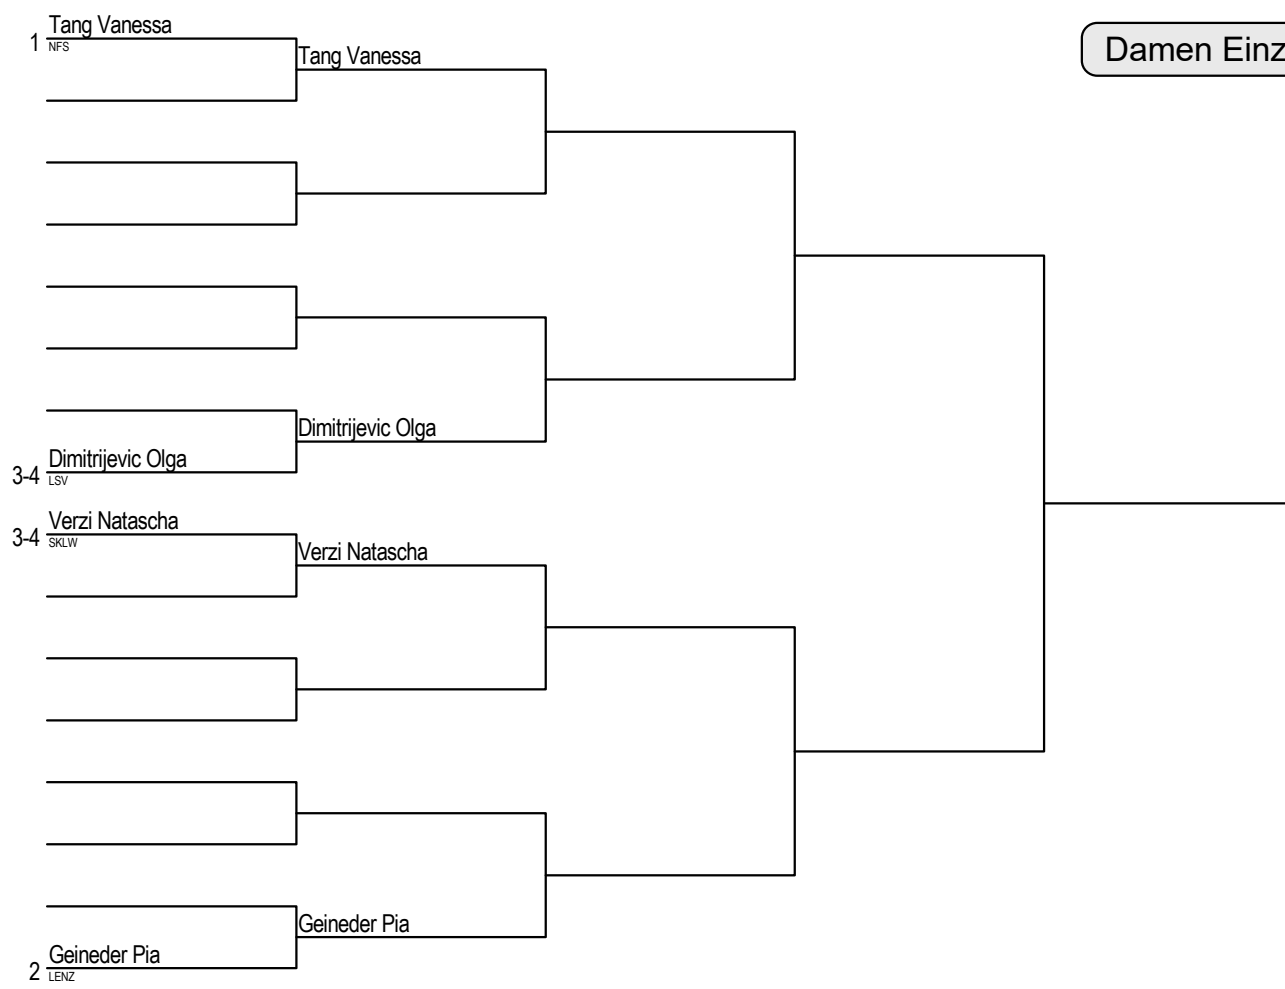 Tang Vanessa
1 NFS
Tang Vanessa
Damen Einz
Dimitrijevic Olga
Dimitrijevic Olga
3-4 LSV
Verzi Natascha
3-4 SKLW
Verzi Natascha
Geineder Pia
Geineder Pia
2 LENZ